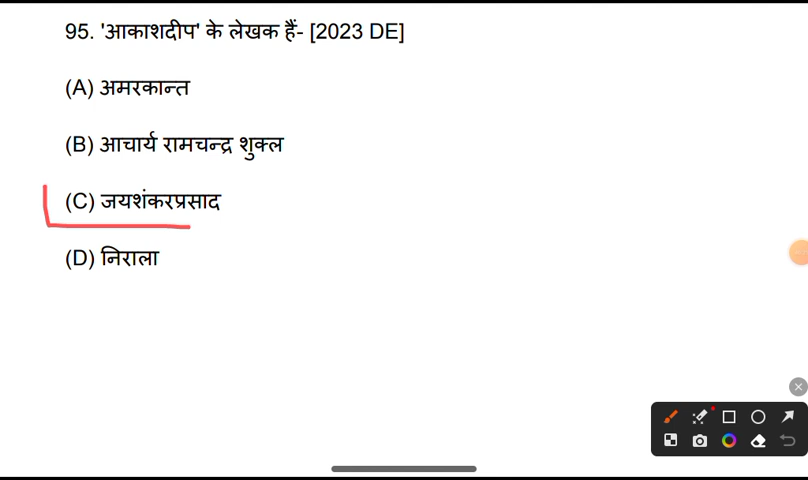 95. 'आकाशदीप' के लेखक हैं- [2023 DE]
(A) अमरकान्त
(B) आचार्य रामचन्द्र शुक्ल
(C) जयशंकरप्रसाद
(D) निराला